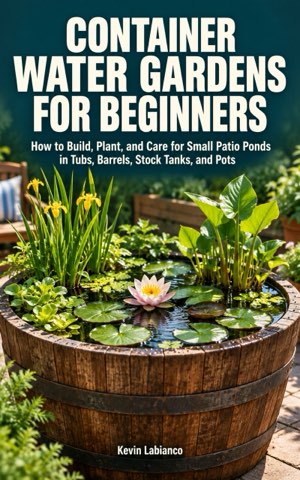 CONTAINER
WATER GARDENS
FOR BEGINNERS
How to Build, Plant, and Care for Small Patio Ponds
in Tubs, Barrels, Stock Tanks, and Pots
Kevin Labianco